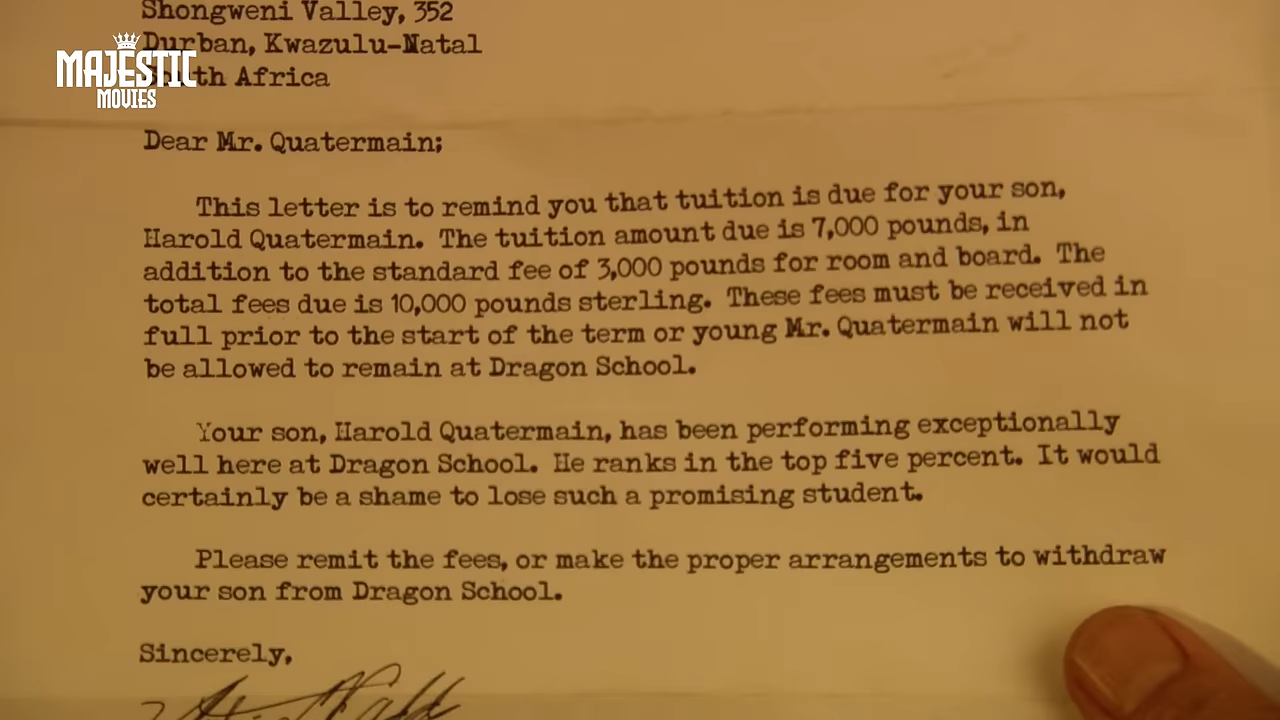 Shongweni Valley, 352
Durban, Kwazulu-Natal
South Africa
MAJESTIC
MOVIES
Dear Mr. Quatermain;
This letter is to remind you that tuition is due for your son,
Harold Quatermain. The tuition amount due is 7,000 pounds, in
addition to the standard fee of 3,000 pounds for room and board. The
total fees due is 10,000 pounds sterling. These fees must be received in
full prior to the start of the term or young Mr. Quatermain will not
be allowed to remain at Dragon School.
Your son, Harold Quatermain, has been performing exceptionally
well here at Dragon School. He ranks in the top five percent. It would
certainly be a shame to lose such a promising student.
Please remit the fees, or make the proper arrangements to withdraw
your son from Dragon School.
Sincerely,